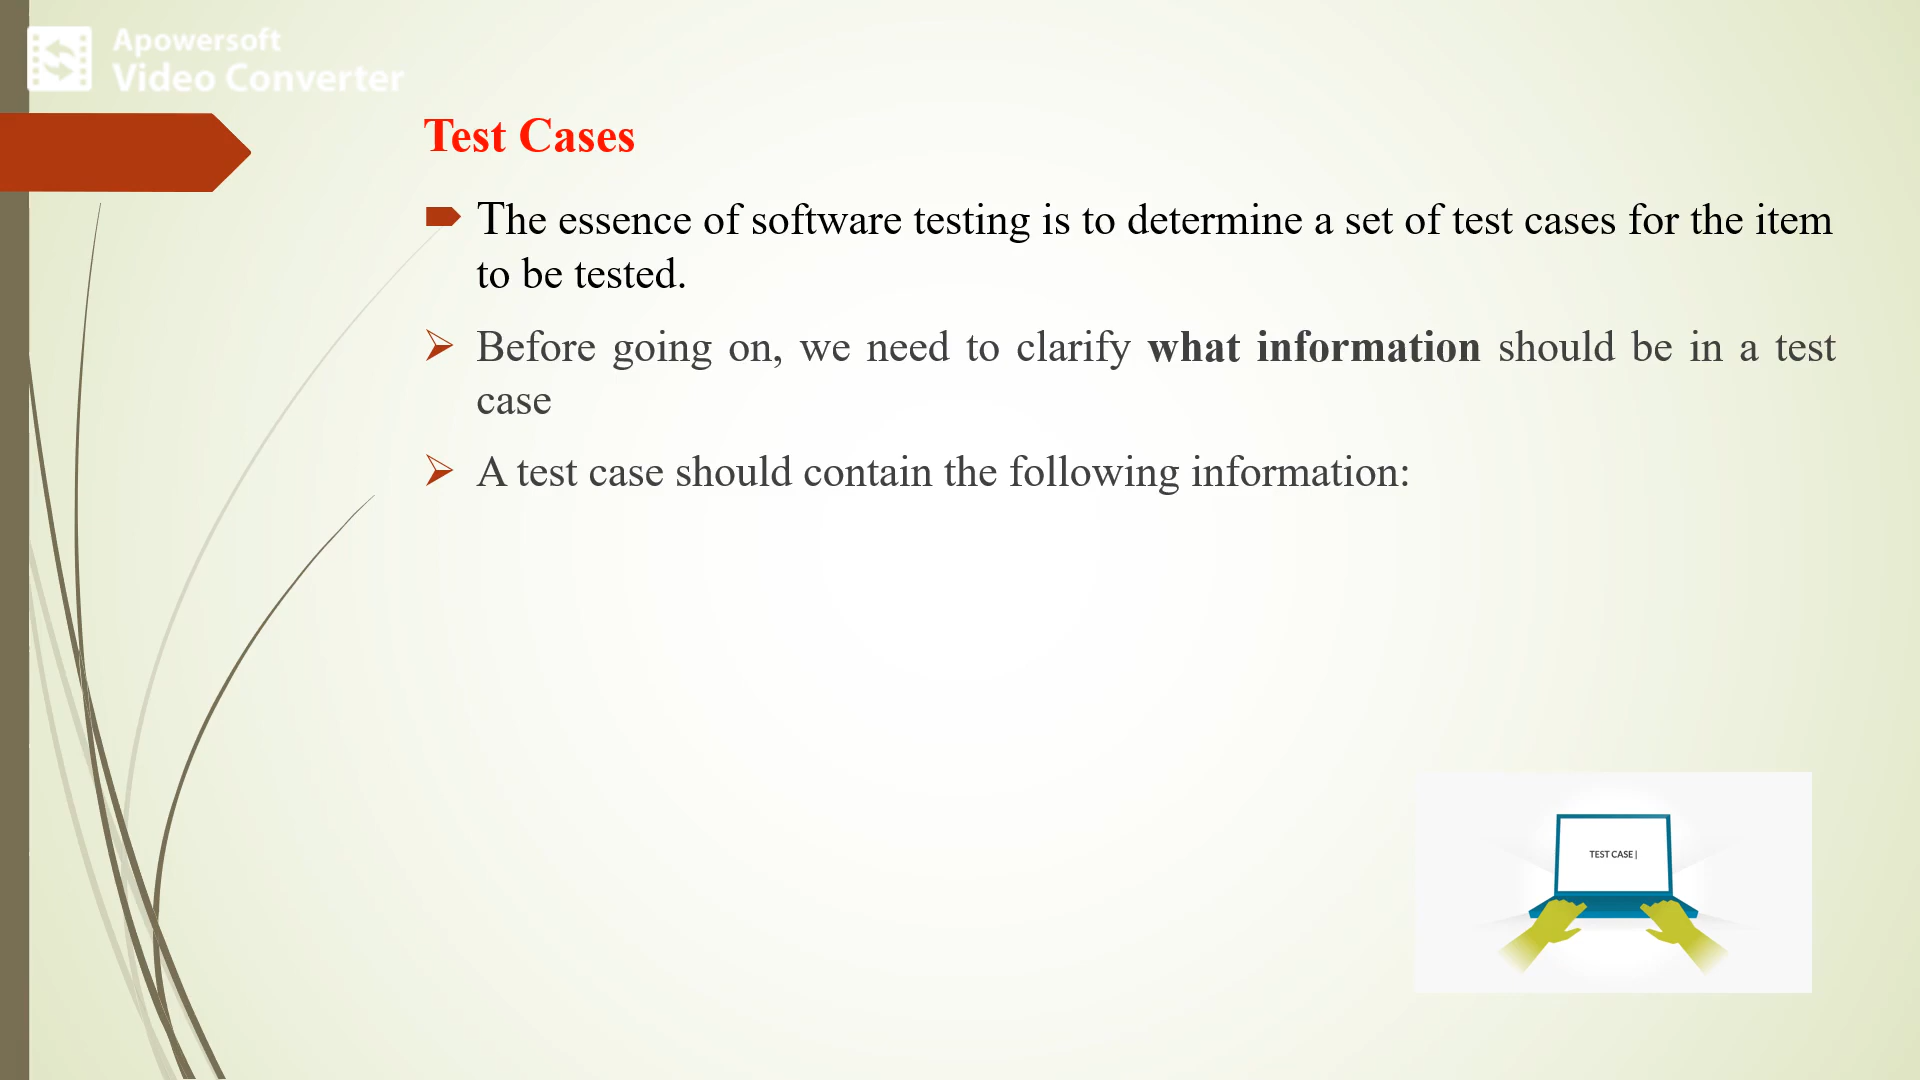 Apowersoft
Video Converter
Test Cases
The essence of software testing is to determine a set of test cases for the item
to be tested.
Before going on, we need to clarify what information should be in a test
case
A test case should contain the following information:
TEST CASE |